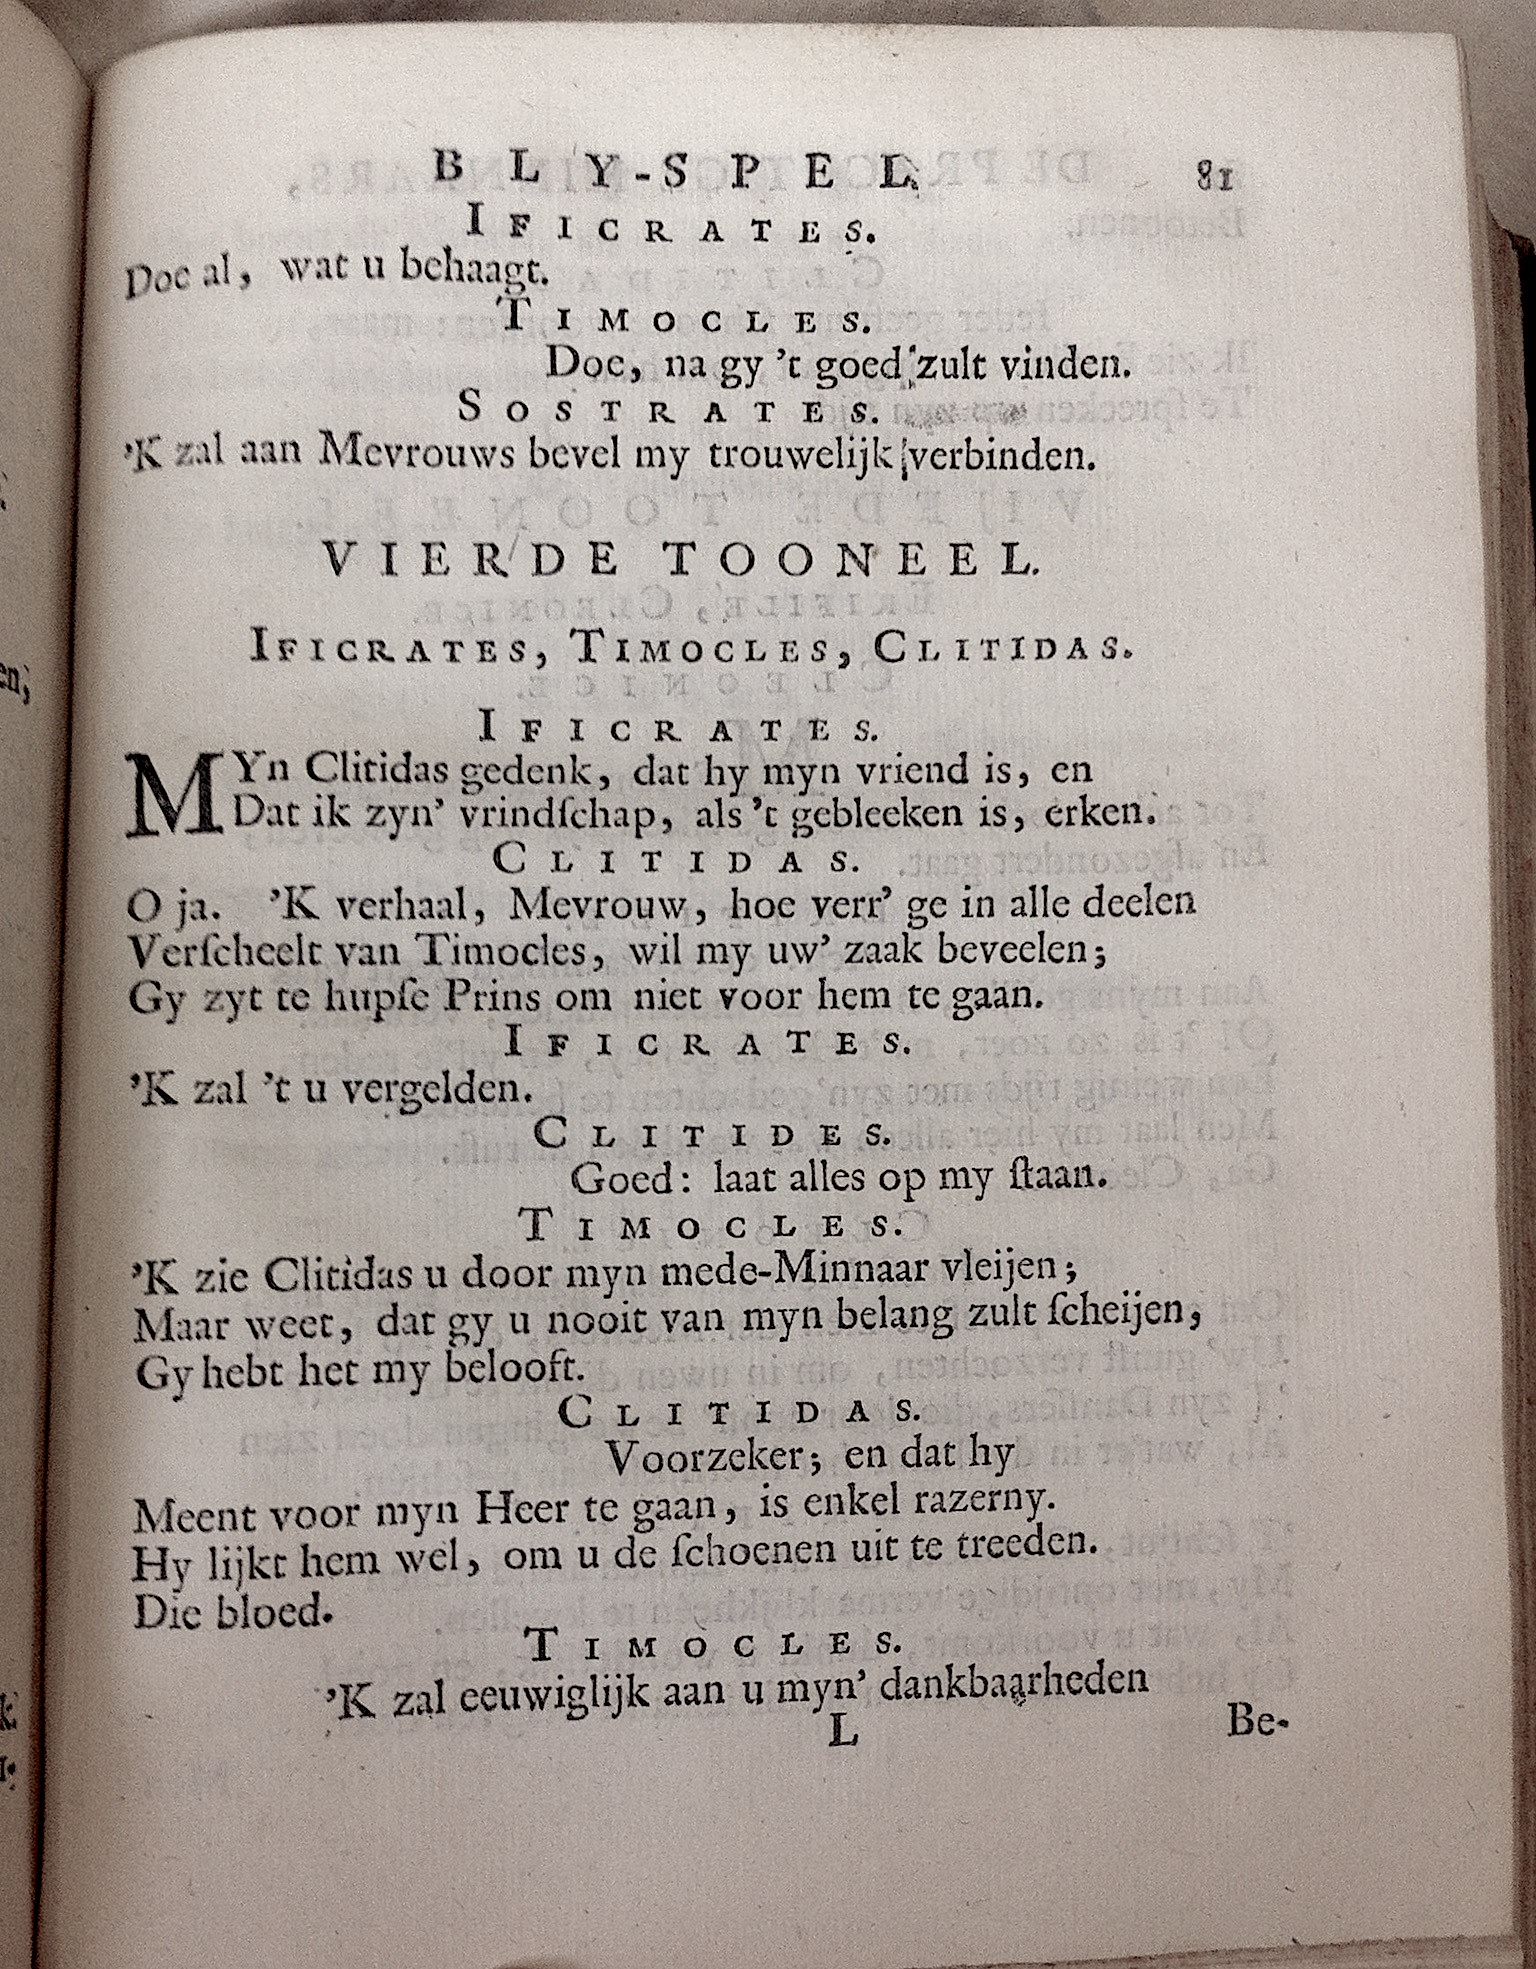 BLY-SPEL. 81
IFICRATES.
Doe al, wat u behaagt.
TIMOCLES.
Doe, na gy 't goed zult vinden.
SOSTRATES.
'K zal aan Mevrouws bevel my trouwelijk verbinden.
VIERDE TOONEEL.
IFICRATES, TIMOCLES, CLITIDAS.
IFICRATES.
MYn Clitidas gedenk, dat hy myn vriend is, en
Dat ik zyn' vrindſchap, als 't gebleeken is, erken.
CLITIDAS.
O ja. 'K verhaal, Mevrouw, hoe verr' ge in alle deelen
Verſcheelt van Timocles, wil my uw' zaak beveelen;
Gy zyt te hupſe Prins om niet voor hem te gaan.
IFICRATES.
'K zal 't u vergelden.
CLITIDES.
Goed: laat alles op my ſtaan.
TIMOCLES.
'K zie Clitidas u door myn mede-Minnaar vleijen;
Maar weet, dat gy u nooit van myn belang zult ſcheijen,
Gy hebt het my belooft.
CLITIDAS.
Voorzeker; en dat hy
Meent voor myn Heer te gaan, is enkel razerny.
Hy lijkt hem wel, om u de ſchoenen uit te treeden.
Die bloed.
TIMOCLES.
'K zal eeuwiglijk aan u myn' dankbaarheden
L Be-